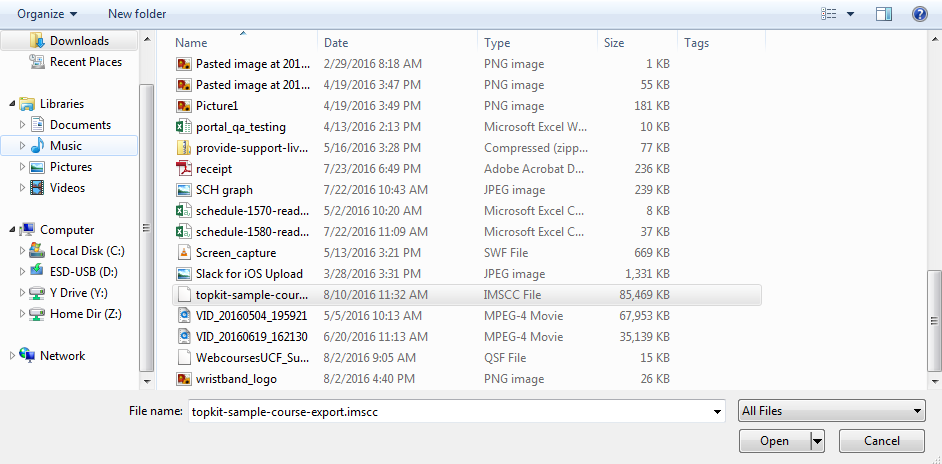 Organize New folder
Downloads
Recent Places
Libraries
Documents
Music
Pictures
Videos
Computer
Local Disk (C:)
ESD-USB (D:)
Y Drive (Y:)
Home Dir (Z:)
Network
Name Date Type Size Tags
Pasted image at 201... 2/29/2016 8:18 AM PNG image 1 KB
Pasted image at 201... 4/19/2016 3:47 PM PNG image 55 KB
Picture1 4/19/2016 3:49 PM PNG image 181 KB
portal_qa_testing 4/13/2016 2:13 PM Microsoft Excel W... 10 KB
provide-support-liv... 5/16/2016 3:28 PM Compressed (zipp... 77 KB
receipt 7/23/2016 6:49 PM Adobe Acrobat D... 236 KB
SCH graph 7/22/2016 10:43 AM JPEG image 239 KB
schedule-1570-read... 5/2/2016 10:20 AM Microsoft Excel C... 8 KB
schedule-1580-read... 7/22/2016 11:09 AM Microsoft Excel C... 37 KB
Screen_capture 5/13/2016 3:21 PM SWF File 669 KB
Slack for iOS Upload 3/28/2016 3:31 PM JPEG image 1,331 KB
topkit-sample-cour... 8/10/2016 11:32 AM IMSCC File 85,469 KB
VID_20160504_195921 5/5/2016 10:13 AM MPEG-4 Movie 67,953 KB
VID_20160619_162130 6/20/2016 11:13 AM MPEG-4 Movie 35,139 KB
WebcoursesUCF_Su... 8/2/2016 9:05 AM QSF File 15 KB
wristband_logo 8/2/2016 4:40 PM PNG image 26 KB
File name: topkit-sample-course-export.imscc All Files
Open Cancel